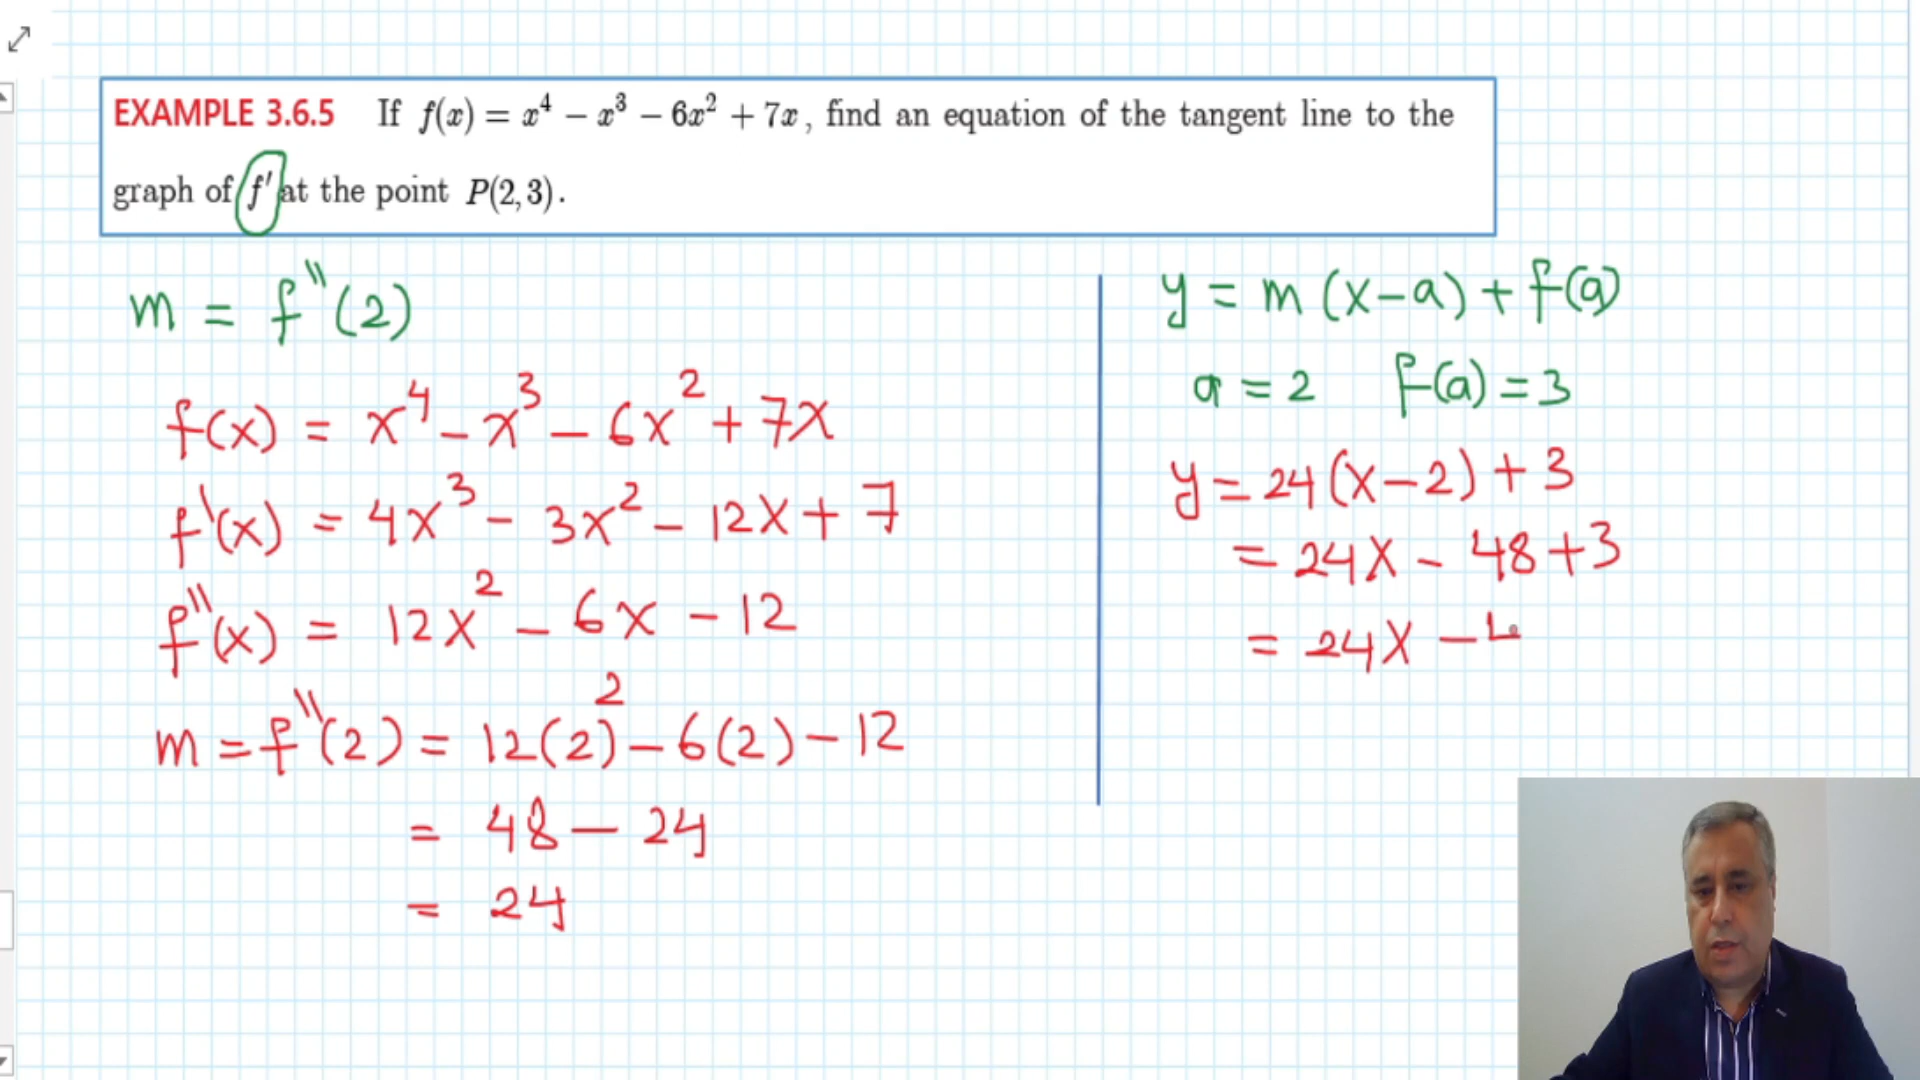 EXAMPLE 3.6.5 If f(x) = x⁴ − x³ − 6x² + 7x, find an equation of the tangent line to the
graph of f′ at the point P(2,3).
m = f″(2)
f(x) = x⁴ − x³ − 6x² + 7x
f′(x) = 4x³ − 3x² − 12x + 7
f″(x) = 12x² − 6x − 12
m = f″(2) = 12(2)² − 6(2) − 12
= 48 − 24
= 24
y = m(x−a) + f(a)
a = 2 f(a) = 3
y = 24(x−2) + 3
= 24x − 48 + 3
= 24x − 4